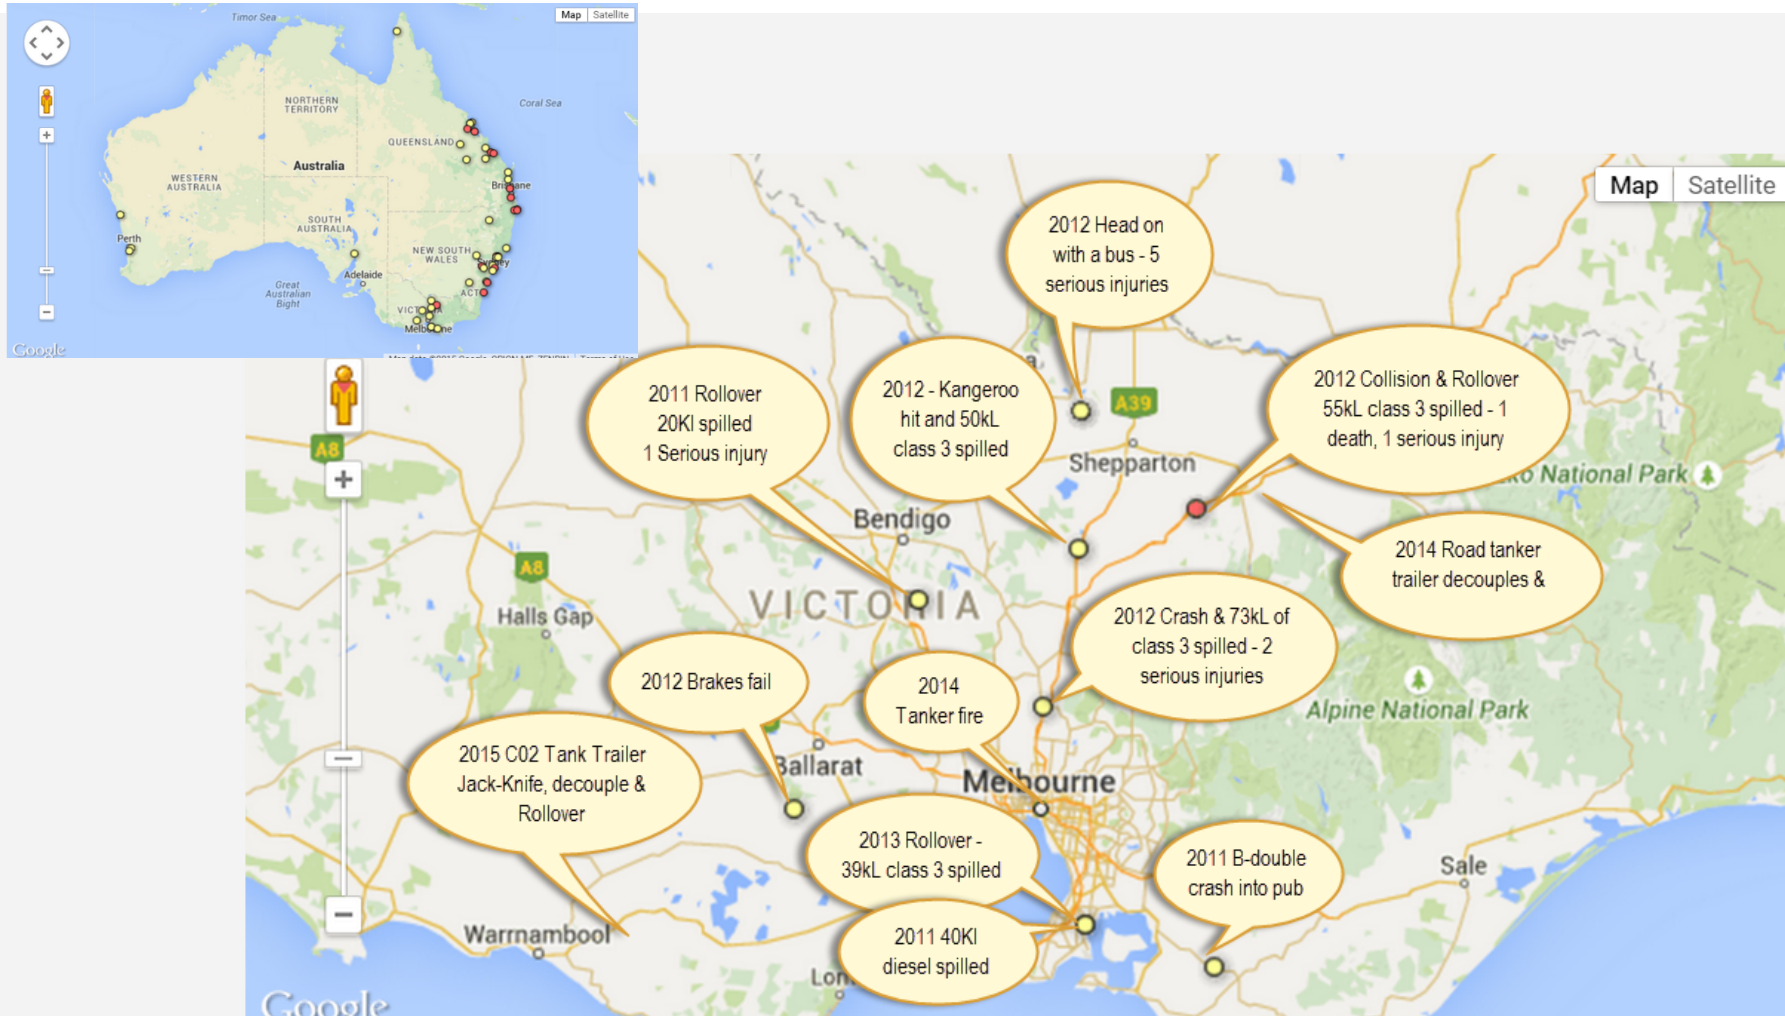 Timor Sea
Map
Satellite
Coral Sea
NORTHERN
TERRITORY
QUEENSLAND
Australia
WESTERN
AUSTRALIA
Brisbane
SOUTH
AUSTRALIA
Perth
NEW SOUTH
WALES
Sydney
Adelaide
Great
Australian
Bight
ACT
VICTORIA
Melbourne
Google
Map
Satellite
2012 Head on
with a bus - 5
serious injuries
2011 Rollover
20Kl spilled
1 Serious injury
2012 - Kangeroo
hit and 50kL
class 3 spilled
A39
2012 Collision & Rollover
55kL class 3 spilled - 1
death, 1 serious injury
A8
Shepparton
National Park
Bendigo
2014 Road tanker
trailer decouples &
A8
VICTORIA
Halls Gap
2012 Crash & 73kL of
class 3 spilled - 2
serious injuries
2012 Brakes fail
2014
Tanker fire
Alpine National Park
2015 C02 Tank Trailer
Jack-Knife, decouple &
Rollover
Ballarat
Melbourne
2013 Rollover -
39kL class 3 spilled
2011 B-double
crash into pub
Sale
Warrnambool
2011 40Kl
diesel spilled
Google